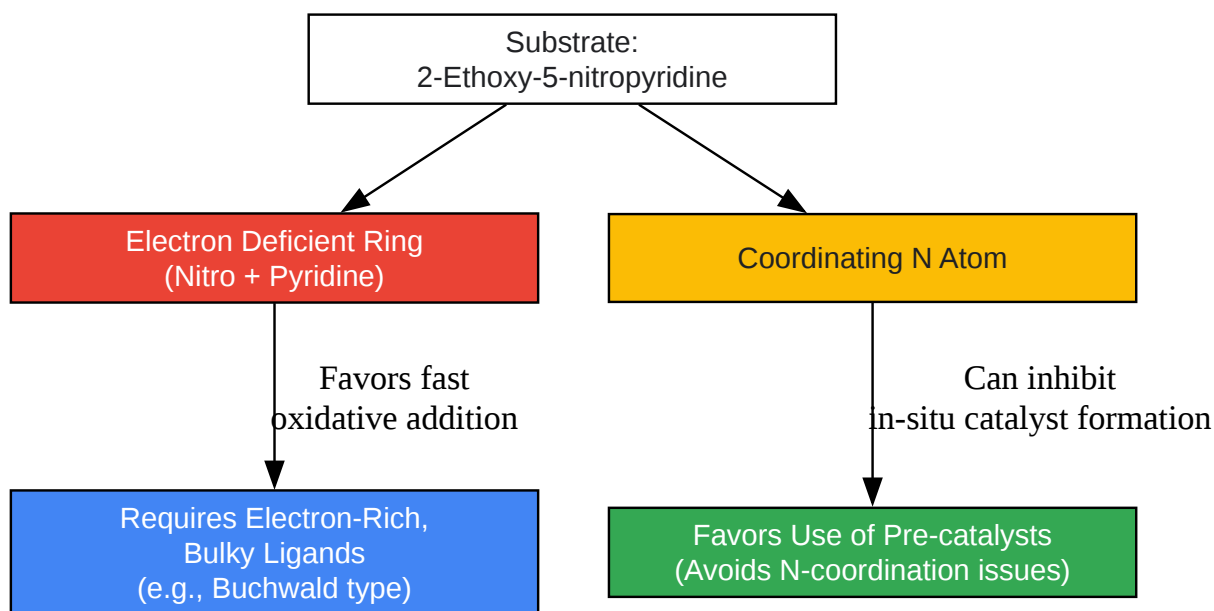 Substrate:
2-Ethoxy-5-nitropyridine
Electron Deficient Ring
(Nitro + Pyridine)
Coordinating N Atom
Favors fast
oxidative addition
Can inhibit
in-situ catalyst formation
Requires Electron-Rich,
Bulky Ligands
(e.g., Buchwald type)
Favors Use of Pre-catalysts
(Avoids N-coordination issues)